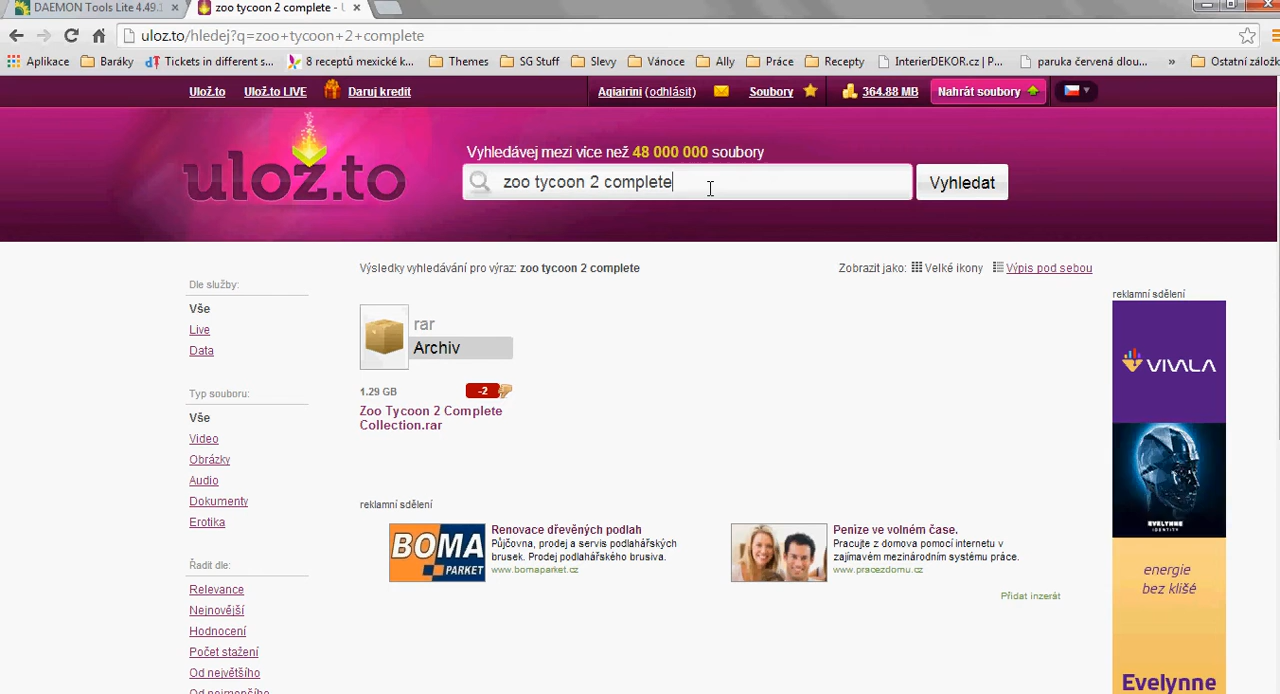 DAEMON Tools Lite 4.49.1
zoo tycoon 2 complete - U
uloz.to/hledej?q=zoo+tycoon+2+complete
Aplikace Baráky Tickets in different s... 8 receptů mexické k... Themes SG Stuff Slevy Vánoce Ally Práce Recepty InterierDEKOR.cz | P... paruka červená dlou... » Ostatní záložk
Ulož.to Ulož.to LIVE Daruj kredit Aqiairini (odhlásit) Soubory 364.88 MB Nahrát soubory
uloz.to
Vyhledávej mezi více než 48 000 000 soubory
zoo tycoon 2 complete Vyhledat
Výsledky vyhledávání pro výraz: zoo tycoon 2 complete
Zobrazit jako: Velké ikony Výpis pod sebou
Dle služby:
Vše
Live
Data
Typ souboru:
Vše
Video
Obrázky
Audio
Dokumenty
Erotika
Řadit dle:
Relevance
Nejnovější
Hodnocení
Počet stažení
Od největšího
Od nejmenšího
rar
Archiv
1.29 GB -2
Zoo Tycoon 2 Complete
Collection.rar
reklamní sdělení
BOMA
PARKET
Renovace dřevěných podlah
Půjčovna, prodej a servis podlahářských
brusek. Prodej podlahářského brusiva.
www.bomaparket.cz
Peníze ve volném čase.
Pracujte z domova pomocí internetu v
zajímavém mezinárodním systému práce.
www.pracezdomu.cz
Přidat inzerát
reklamní sdělení
VIVALA
EVELYNNE
IDENTITY
energie
bez klišé
Evelynne